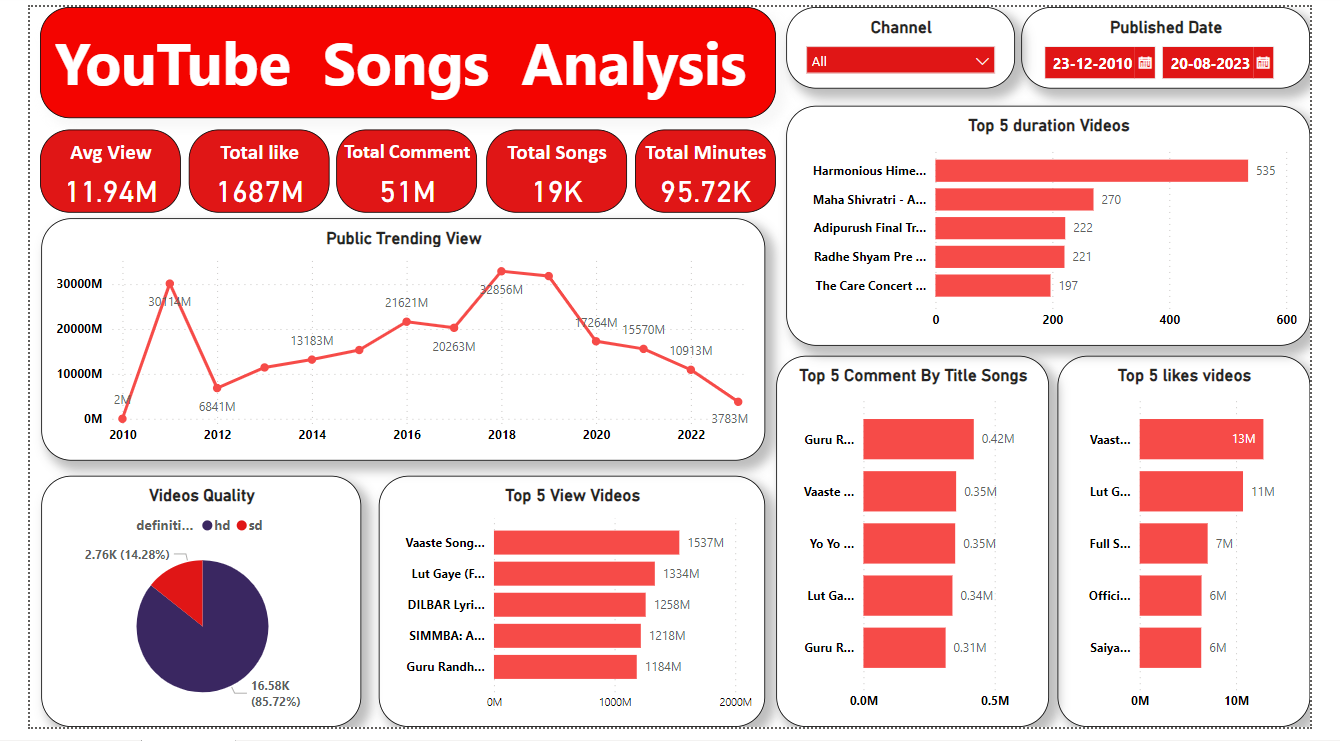 YouTube Songs Analysis
Channel
All
Published Date
23-12-2010
20-08-2023
Avg View
11.94M
Total like
1687M
Total Comment
51M
Total Songs
19K
Total Minutes
95.72K
Public Trending View
30000M
20000M
10000M
0M
2M
30114M
6841M
13183M
21621M
20263M
32856M
17264M
15570M
10913M
3783M
2010
2012
2014
2016
2018
2020
2022
Top 5 duration Videos
Harmonious Hime... 535
Maha Shivratri - A... 270
Adipurush Final Tr... 222
Radhe Shyam Pre ... 221
The Care Concert ... 197
0 200 400 600
Videos Quality
definiti... hd sd
2.76K (14.28%)
16.58K
(85.72%)
Top 5 View Videos
Vaaste Song... 1537M
Lut Gaye (F... 1334M
DILBAR Lyri... 1258M
SIMMBA: A... 1218M
Guru Randh... 1184M
0M 1000M 2000M
Top 5 Comment By Title Songs
Guru R... 0.42M
Vaaste ... 0.35M
Yo Yo ... 0.35M
Lut Ga... 0.34M
Guru R... 0.31M
0.0M 0.5M
Top 5 likes videos
Vaast... 13M
Lut G... 11M
Full S... 7M
Offici... 6M
Saiya... 6M
0M 10M